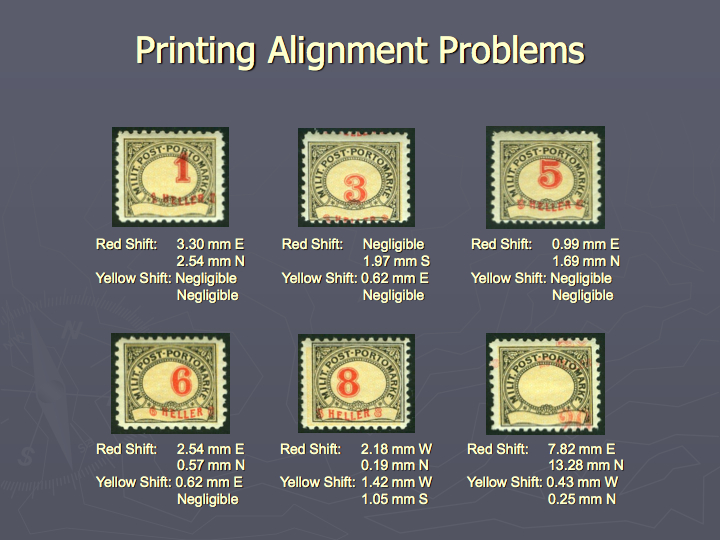 Printing Alignment Problems
MILIT. POST-PORTOMARKE
1
HELLER
MILIT. POST-PORTOMARKE
3
HELLER
MILIT. POST-PORTOMARKE
5
HELLER
Red Shift: 3.30 mm E
2.54 mm N
Yellow Shift: Negligible
Negligible
Red Shift: Negligible
1.97 mm S
Yellow Shift: 0.62 mm E
Negligible
Red Shift: 0.99 mm E
1.69 mm N
Yellow Shift: Negligible
Negligible
MILIT. POST-PORTOMARKE
6
6 HELLER 6
MILIT. POST-PORTOMARKE
8
8 HELLER 8
MILIT. POST-PORTOMARKE
Red Shift: 2.54 mm E
0.57 mm N
Yellow Shift: 0.62 mm E
Negligible
Red Shift: 2.18 mm W
0.19 mm N
Yellow Shift: 1.42 mm W
1.05 mm S
Red Shift: 7.82 mm E
13.28 mm N
Yellow Shift: 0.43 mm W
0.25 mm N
N
S